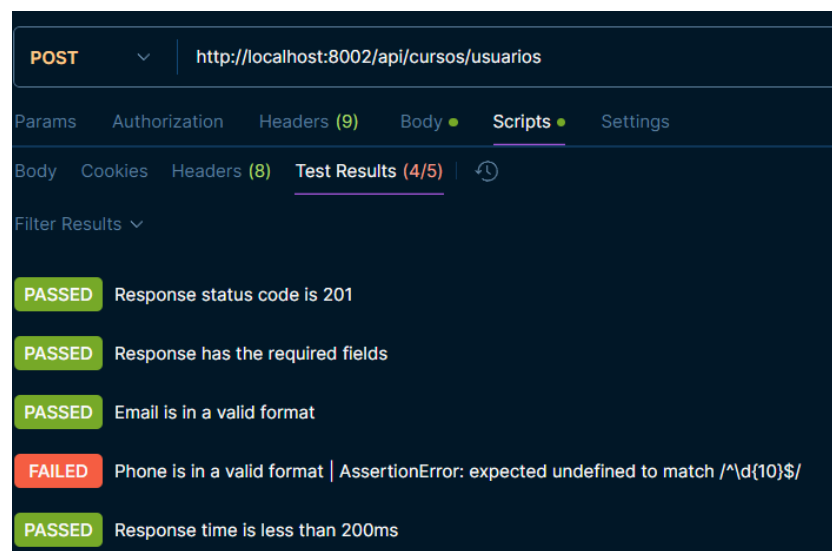 POST http://localhost:8002/api/cursos/usuarios
Params Authorization Headers (9) Body Scripts Settings
Body Cookies Headers (8) Test Results (4/5)
Filter Results
PASSED Response status code is 201
PASSED Response has the required fields
PASSED Email is in a valid format
FAILED Phone is in a valid format | AssertionError: expected undefined to match /^\d{10}$/
PASSED Response time is less than 200ms